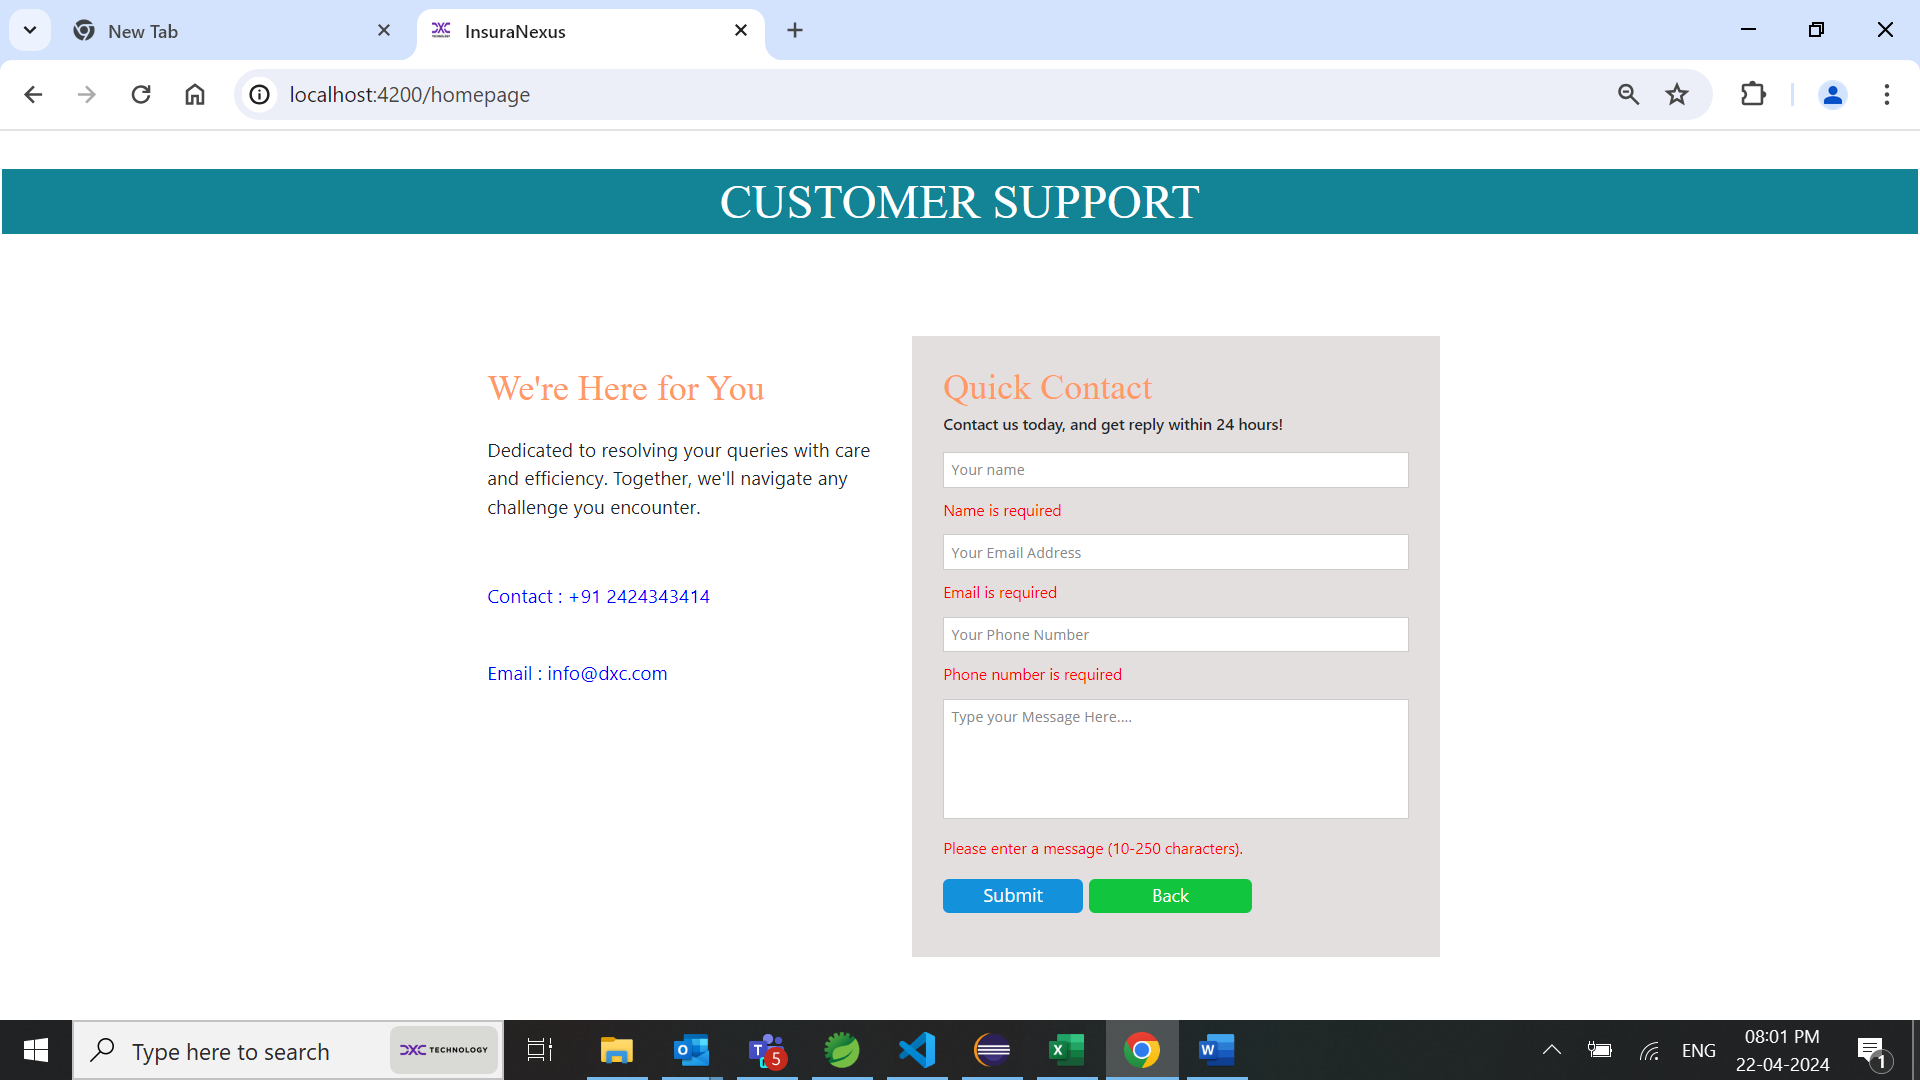 New Tab
InsuraNexus
localhost:4200/homepage
CUSTOMER SUPPORT
We're Here for You
Dedicated to resolving your queries with care
and efficiency. Together, we'll navigate any
challenge you encounter.
Contact : +91 2424343414
Email : info@dxc.com
Quick Contact
Contact us today, and get reply within 24 hours!
Your name
Name is required
Your Email Address
Email is required
Your Phone Number
Phone number is required
Type your Message Here....
Please enter a message (10-250 characters).
Submit
Back
Type here to search
DXC TECHNOLOGY
5
ENG
08:01 PM
22-04-2024
1